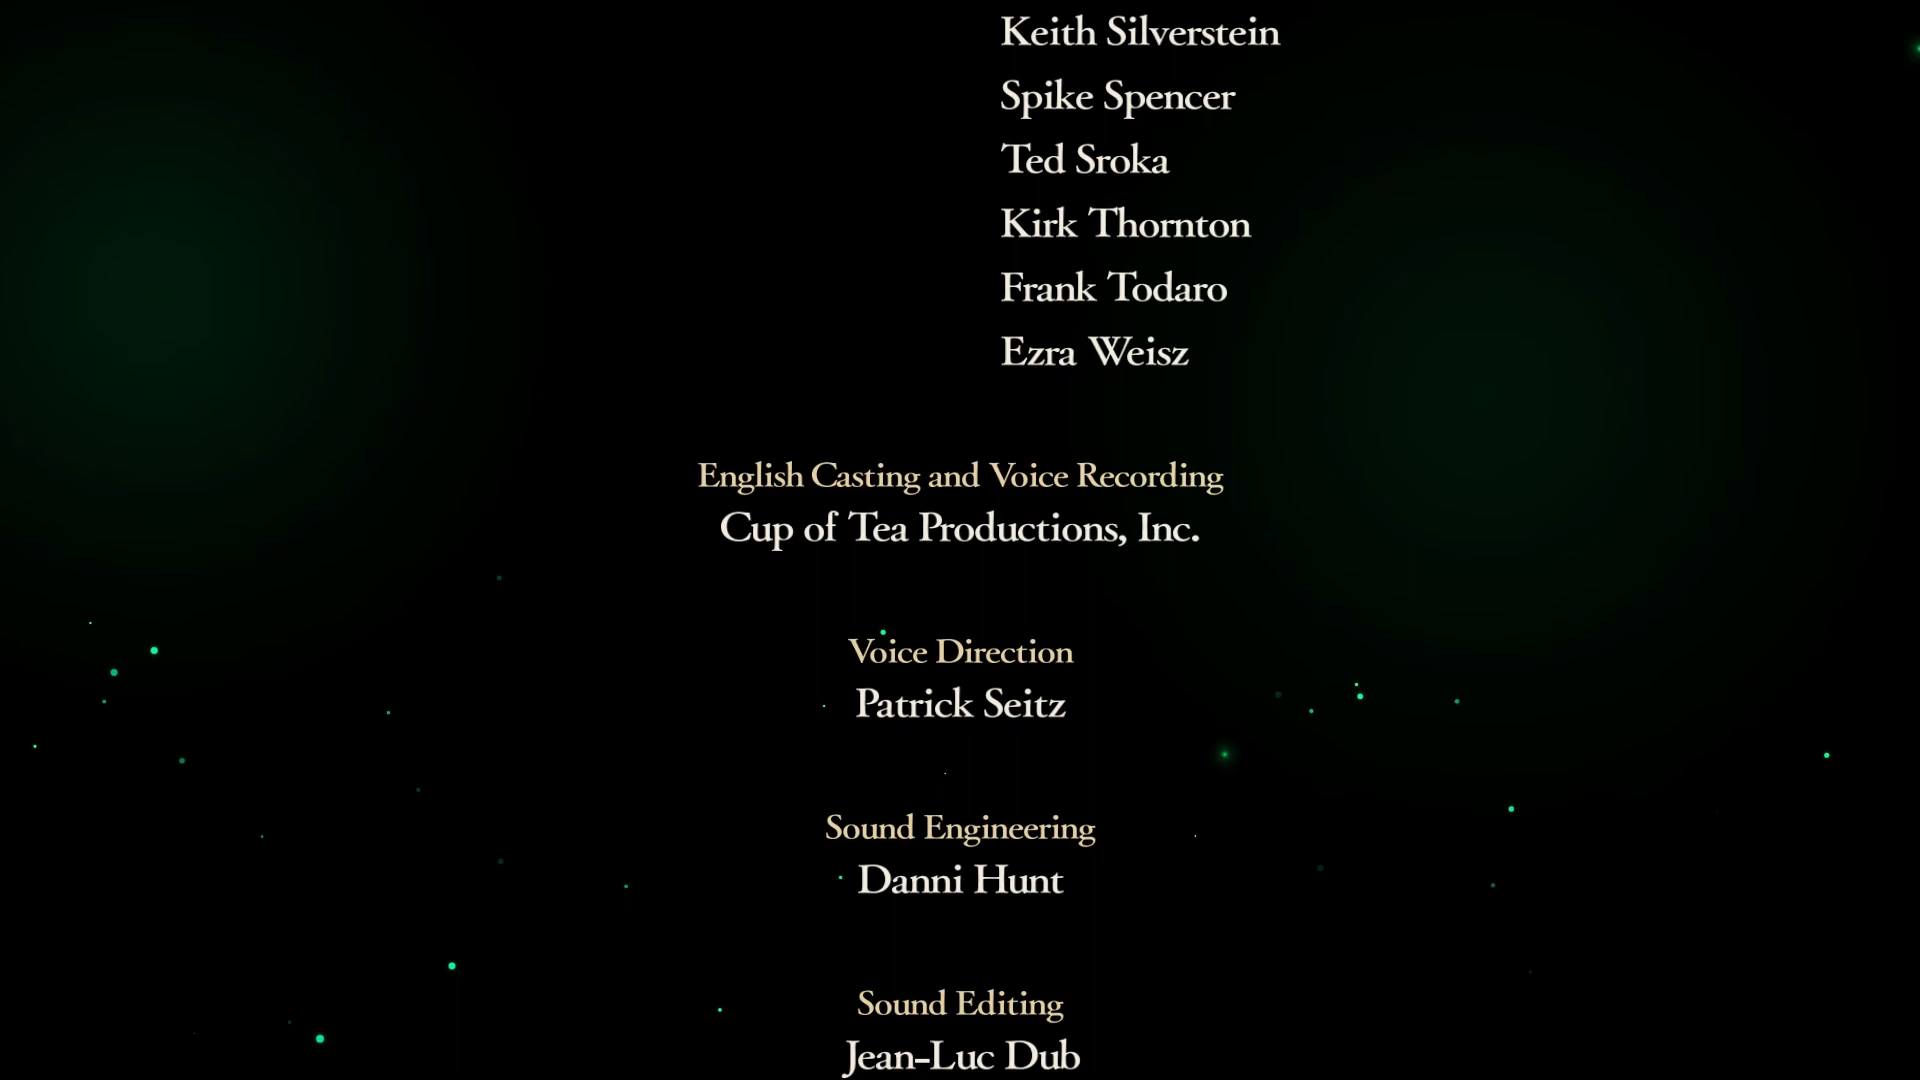 Keith Silverstein
Spike Spencer
Ted Sroka
Kirk Thornton
Frank Todaro
Ezra Weisz
English Casting and Voice Recording
Cup of Tea Productions, Inc.
Voice Direction
Patrick Seitz
Sound Engineering
Danni Hunt
Sound Editing
Jean-Luc Dub